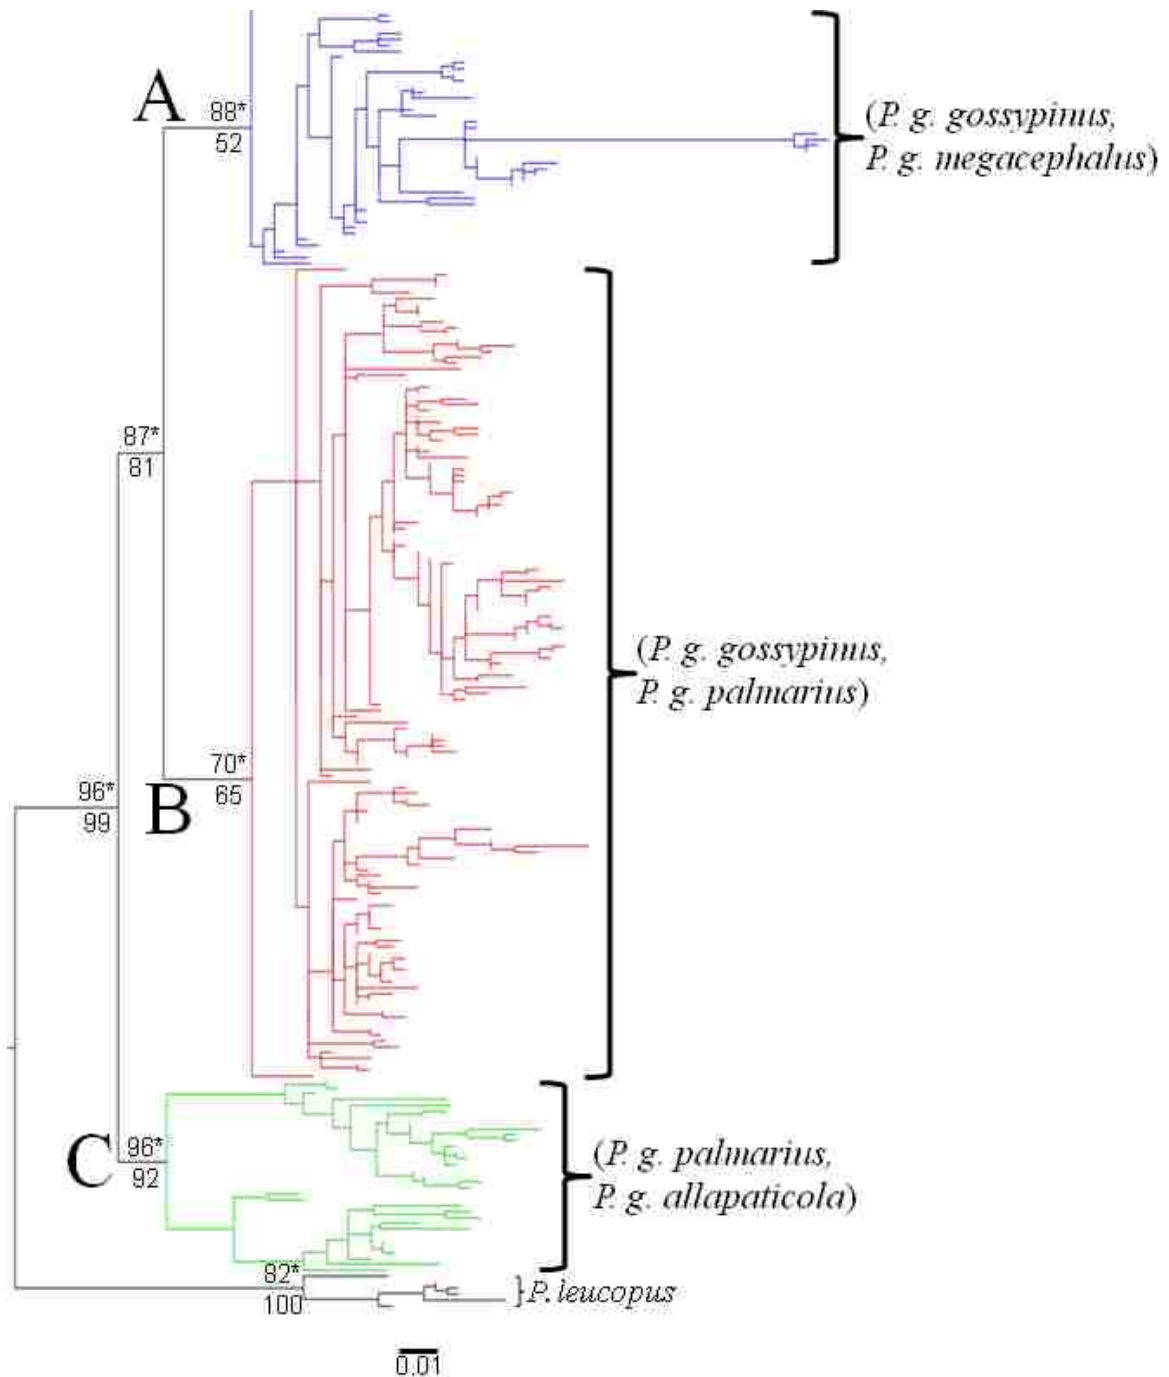 A
88*
52
(P. g. gossypinus,
P. g. megacephalus)
87*
81
(P. g. gossypinus,
P. g. palmarius)
70*
B
65
96*
99
C
96*
92
(P. g. palmarius,
P. g. allapaticola)
82*
100
P. leucopus
0.01